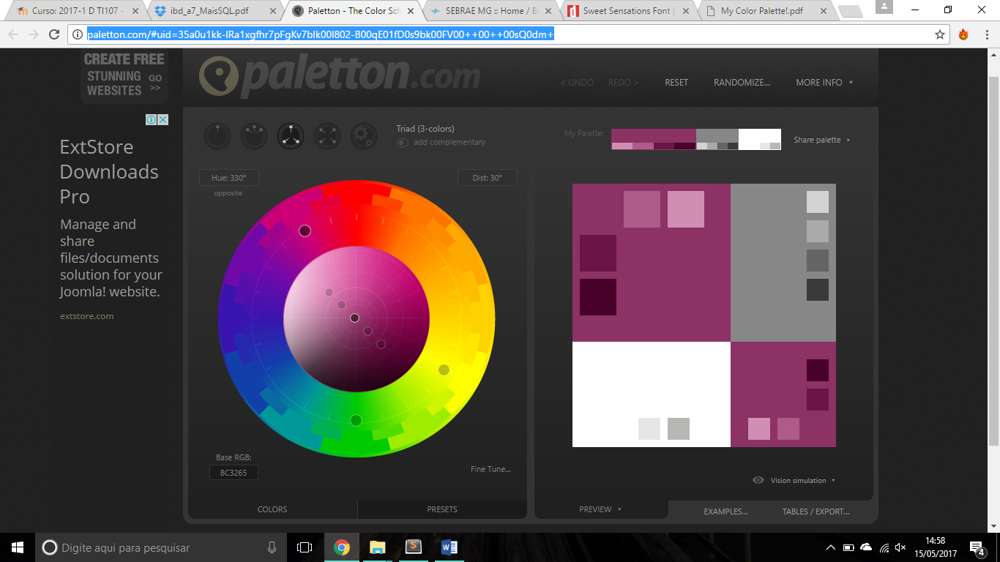 Curso: 2017-1 D TI107 -
ibd_a7_MaisSQL.pdf
Paletton - The Color Sch
SEBRAE MG :: Home / B
Sweet Sensations Font |
My Color Palette!.pdf
paletton.com/#uid=35a0u1kk-lRa1xgfhr7pFgKv7blk00l802-B00qE01fD0s9bk00FV00++00++00sQ0dm+
CREATE FREE
STUNNING
WEBSITES
GO
>>
paletton.com
< UNDO
REDO >
RESET
RANDOMIZE...
MORE INFO
ExtStore
Downloads
Pro
Manage and
share
files/documents
solution for your
Joomla! website.
extstore.com
Triad (3-colors)
add complementary
My Palette:
Share palette
Hue: 330°
opposite
Dist: 30°
Base RGB:
8C3265
Fine Tune...
Vision simulation
COLORS
PRESETS
PREVIEW
EXAMPLES...
TABLES / EXPORT...
Digite aqui para pesquisar
14:58
15/05/2017
4